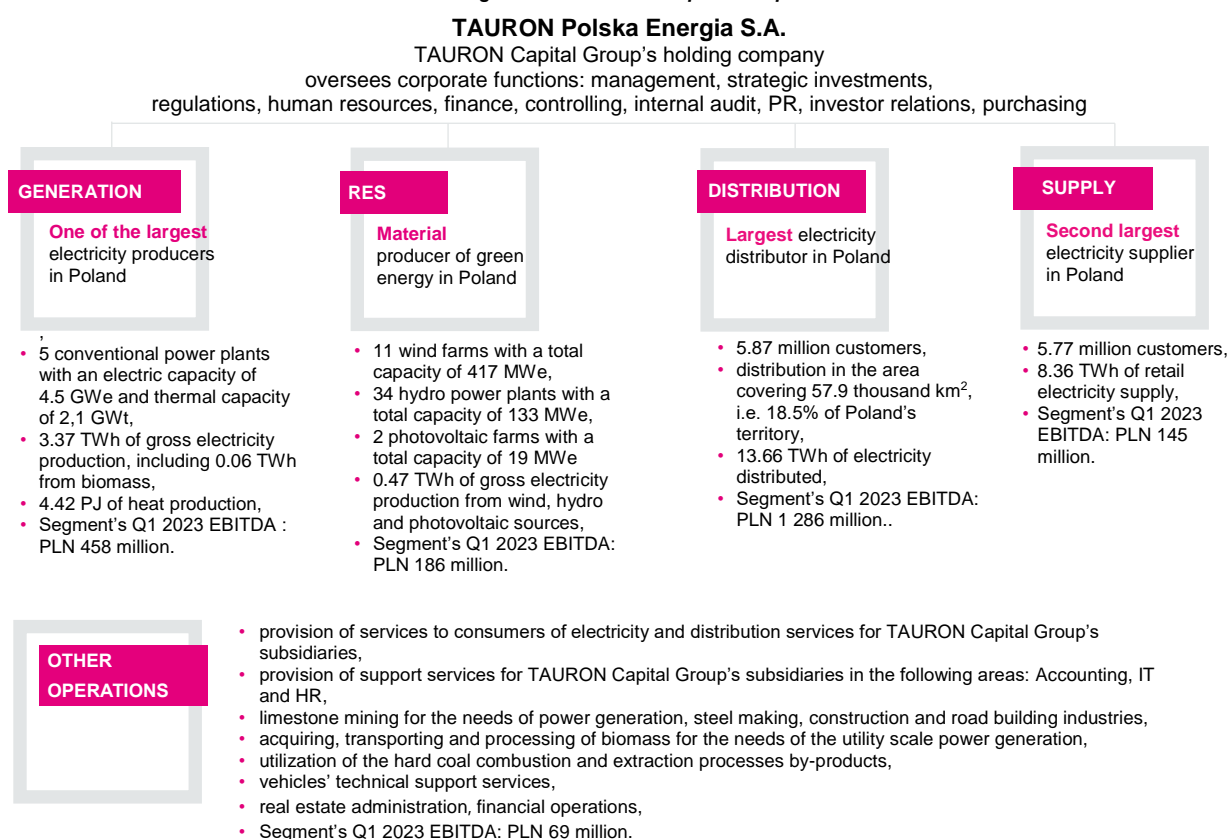 TAURON Polska Energia S.A.
TAURON Capital Group's holding company
oversees corporate functions: management, strategic investments,
regulations, human resources, finance, controlling, internal audit, PR, investor relations, purchasing
GENERATION
One of the largest
electricity producers
in Poland
,
• 5 conventional power plants
with an electric capacity of
4.5 GWe and thermal capacity
of 2,1 GWt,
• 3.37 TWh of gross electricity
production, including 0.06 TWh
from biomass,
• 4.42 PJ of heat production,
• Segment's Q1 2023 EBITDA :
PLN 458 million.
RES
Material
producer of green
energy in Poland
• 11 wind farms with a total
capacity of 417 MWe,
• 34 hydro power plants with a
total capacity of 133 MWe,
• 2 photovoltaic farms with a
total capacity of 19 MWe
• 0.47 TWh of gross electricity
production from wind, hydro
and photovoltaic sources,
• Segment's Q1 2023 EBITDA:
PLN 186 million.
DISTRIBUTION
Largest electricity
distributor in Poland
• 5.87 million customers,
• distribution in the area
covering 57.9 thousand km²,
i.e. 18.5% of Poland's
territory,
• 13.66 TWh of electricity
distributed,
• Segment's Q1 2023 EBITDA:
PLN 1 286 million..
SUPPLY
Second largest
electricity supplier
in Poland
• 5.77 million customers,
• 8.36 TWh of retail
electricity supply,
• Segment's Q1 2023
EBITDA: PLN 145
million.
OTHER
OPERATIONS
• provision of services to consumers of electricity and distribution services for TAURON Capital Group's
subsidiaries,
• provision of support services for TAURON Capital Group's subsidiaries in the following areas: Accounting, IT
and HR,
• limestone mining for the needs of power generation, steel making, construction and road building industries,
• acquiring, transporting and processing of biomass for the needs of the utility scale power generation,
• utilization of the hard coal combustion and extraction processes by-products,
• vehicles' technical support services,
• real estate administration, financial operations,
• Segment's Q1 2023 EBITDA: PLN 69 million.